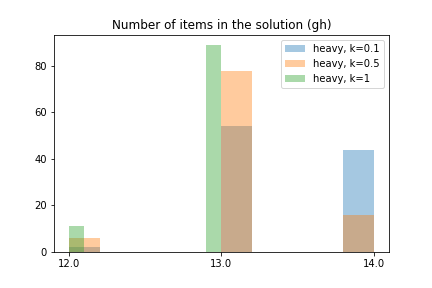 Number of items in the solution (gh)
heavy, k=0.1
heavy, k=0.5
heavy, k=1
80
60
40
20
0
12.0 13.0 14.0